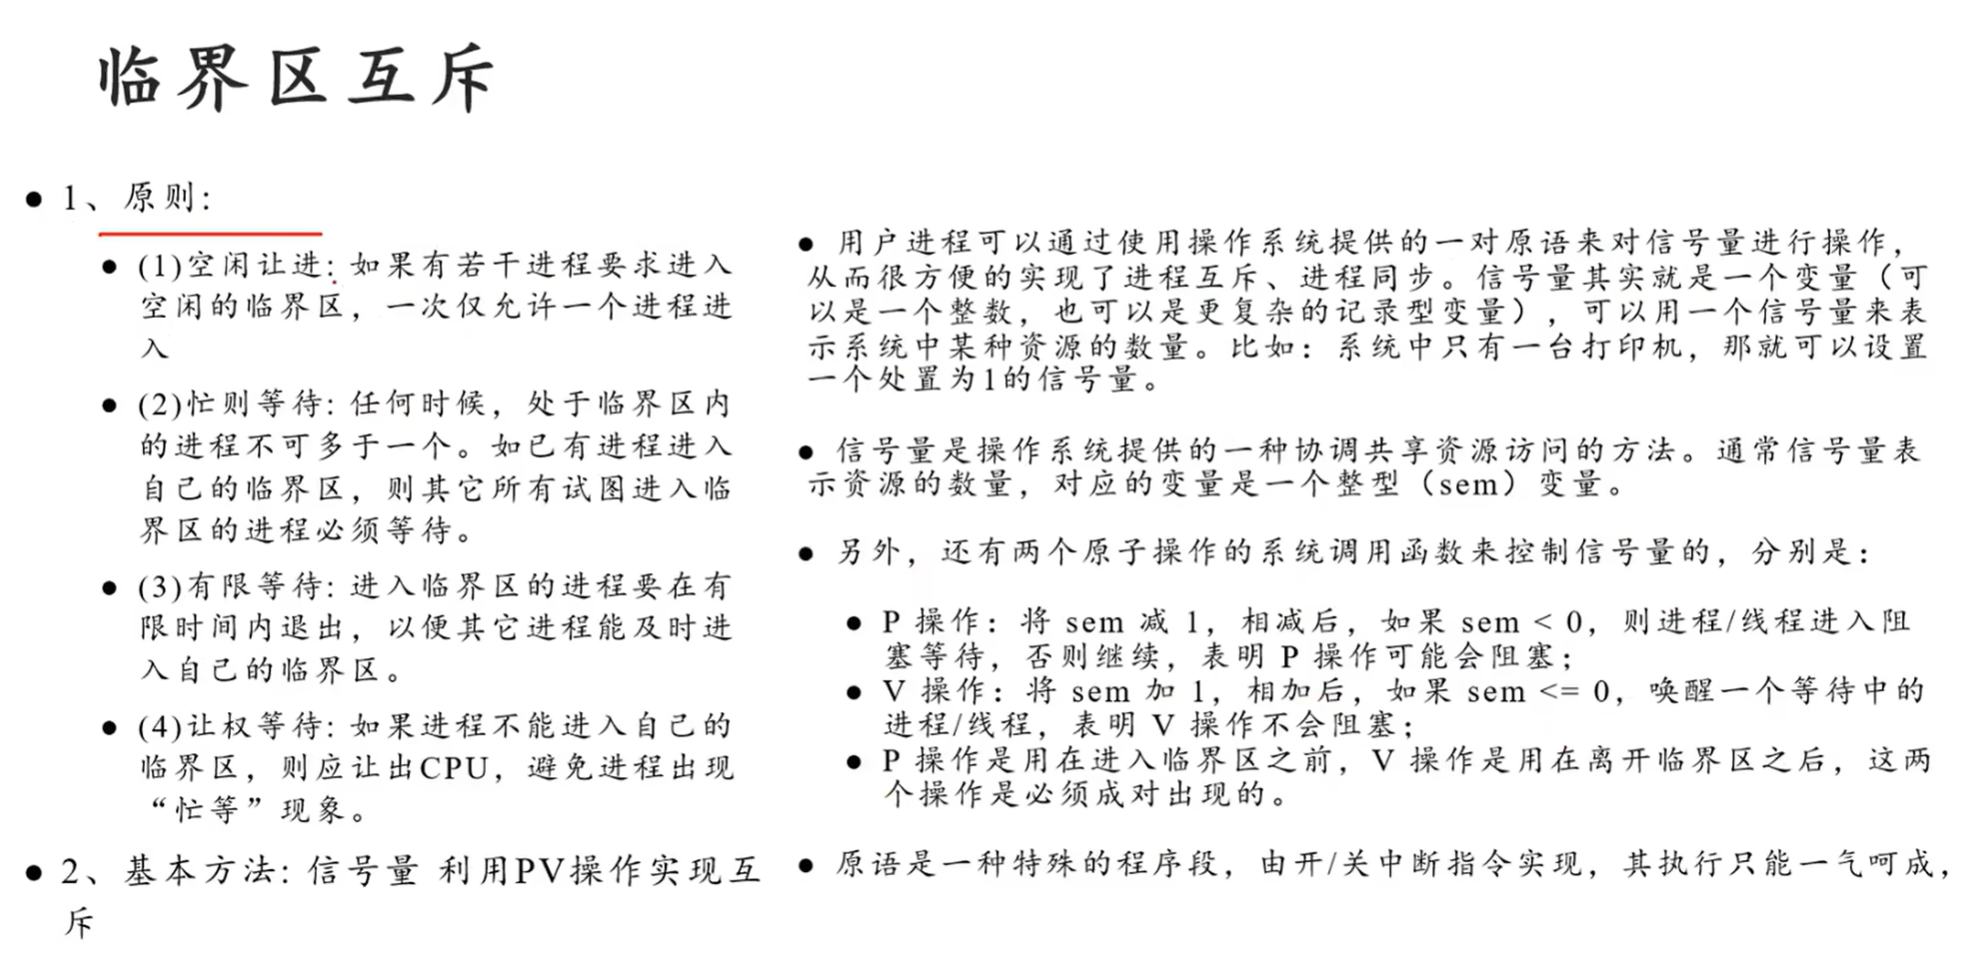 临界区互斥
● 1、原则:
● (1)空闲让进: 如果有若干进程要求进入
空闲的临界区，一次仅允许一个进程进
入
● (2)忙则等待: 任何时候，处于临界区内
的进程不可多于一个。如已有进程进入
自己的临界区，则其它所有试图进入临
界区的进程必须等待。
● (3)有限等待: 进入临界区的进程要在有
限时间内退出，以便其它进程能及时进
入自己的临界区。
● (4)让权等待: 如果进程不能进入自己的
临界区，则应让出CPU，避免进程出现
“忙等”现象。
● 2、基本方法: 信号量 利用PV操作实现互
斥
● 用户进程可以通过使用操作系统提供的一对原语来对信号量进行操作，
从而很方便的实现了进程互斥、进程同步。信号量其实就是一个变量（可
以是一个整数，也可以是更复杂的记录型变量），可以用一个信号量来表
示系统中某种资源的数量。比如：系统中只有一台打印机，那就可以设置
一个处置为1的信号量。
● 信号量是操作系统提供的一种协调共享资源访问的方法。通常信号量表
示资源的数量，对应的变量是一个整型（sem）变量。
● 另外，还有两个原子操作的系统调用函数来控制信号量的，分别是：
● P 操作：将 sem 减 1，相减后，如果 sem < 0，则进程/线程进入阻
塞等待，否则继续，表明 P 操作可能会阻塞；
● V 操作：将 sem 加 1，相加后，如果 sem <= 0，唤醒一个等待中的
进程/线程，表明 V 操作不会阻塞；
● P 操作是用在进入临界区之前，V 操作是用在离开临界区之后，这两
个操作是必须成对出现的。
● 原语是一种特殊的程序段，由开/关中断指令实现，其执行只能一气呵成，